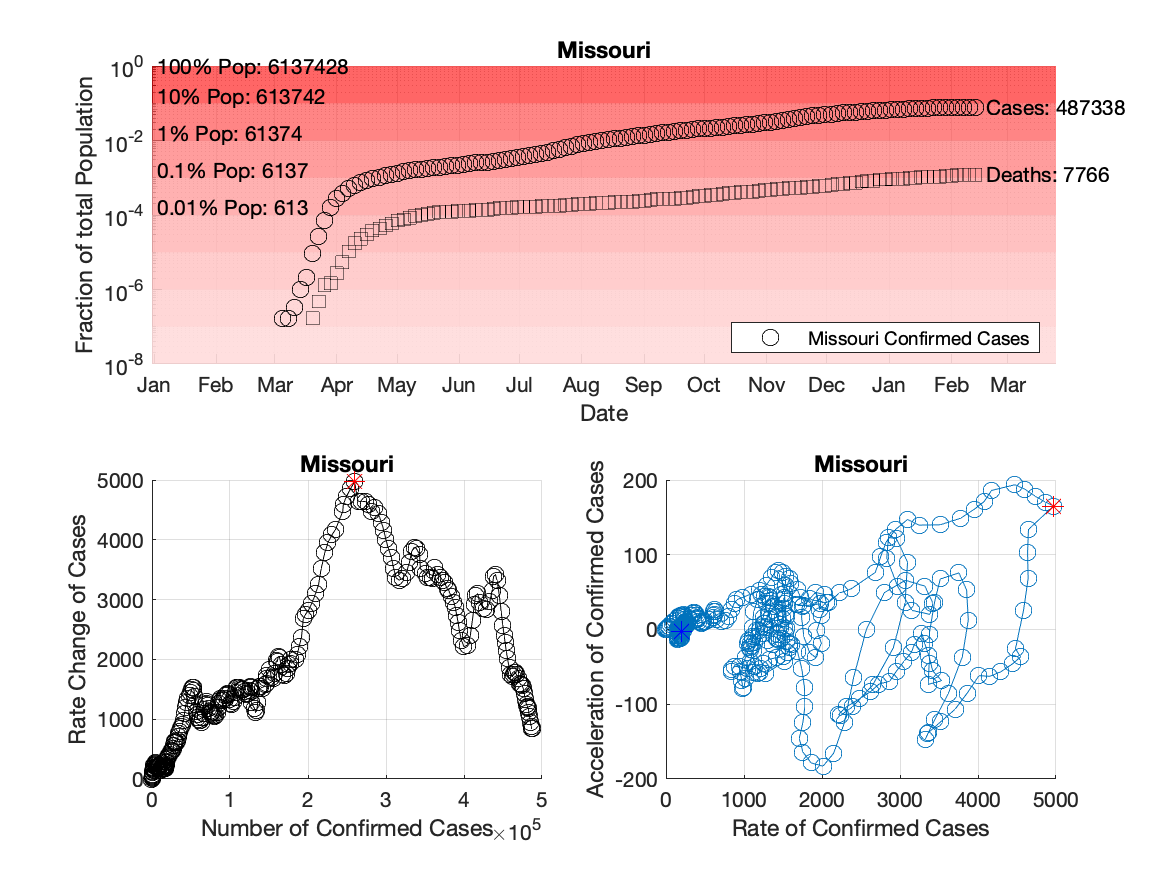 Missouri
10^0
10^-2
10^-4
10^-6
10^-8
Fraction of total Population
100% Pop: 6137428
10% Pop: 613742
1% Pop: 61374
0.1% Pop: 6137
0.01% Pop: 613
Cases: 487338
Deaths: 7766
Missouri Confirmed Cases
Jan Feb Mar Apr May Jun Jul Aug Sep Oct Nov Dec Jan Feb Mar
Date
Missouri
5000
4000
3000
2000
1000
0
Rate Change of Cases
0 1 2 3 4 5
Number of Confirmed Cases
×10^5
Missouri
200
100
0
-100
-200
Acceleration of Confirmed Cases
0 1000 2000 3000 4000 5000
Rate of Confirmed Cases